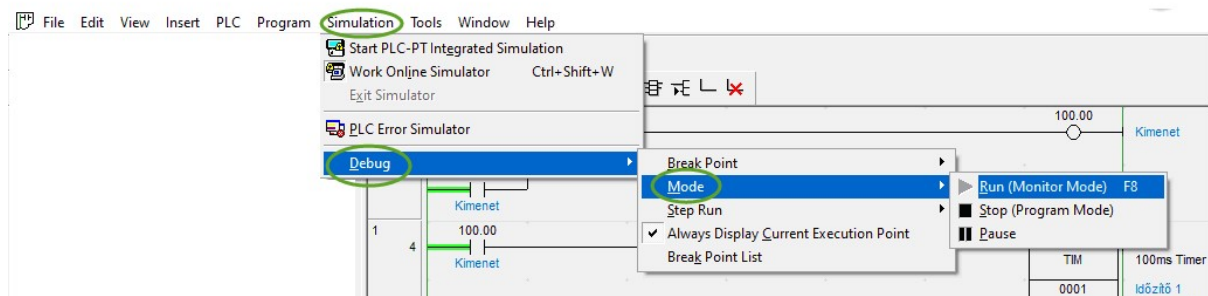 File Edit View Insert PLC Program Simulation Tools Window Help
Start PLC-PT Integrated Simulation
Work Online Simulator Ctrl+Shift+W
Exit Simulator
PLC Error Simulator
Debug
Break Point
Mode
Step Run
Always Display Current Execution Point
Break Point List
Run (Monitor Mode) F8
Stop (Program Mode)
Pause
100.00
Kimenet
Kimenet
1
4
100.00
Kimenet
TIM
100ms Timer
0001
Időzítő 1